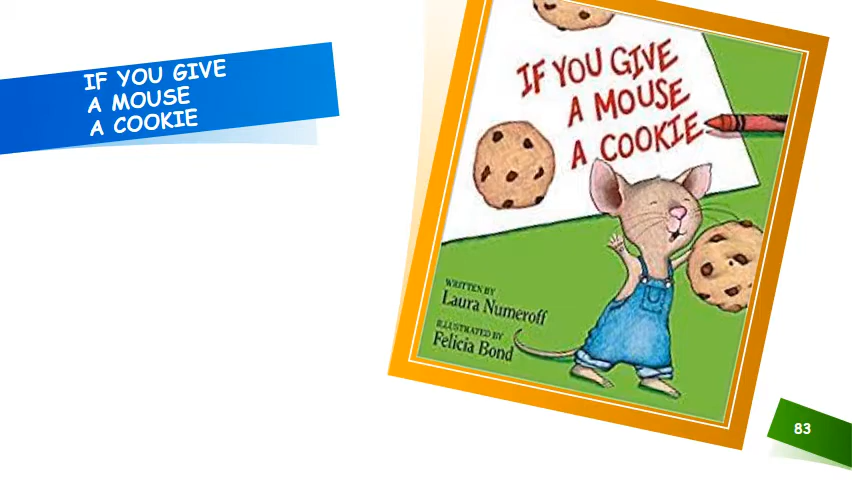 IF YOU GIVE
A MOUSE
A COOKIE
IF YOU GIVE
A MOUSE
A COOKIE
WRITTEN BY
Laura Numeroff
ILLUSTRATED BY
Felicia Bond
83